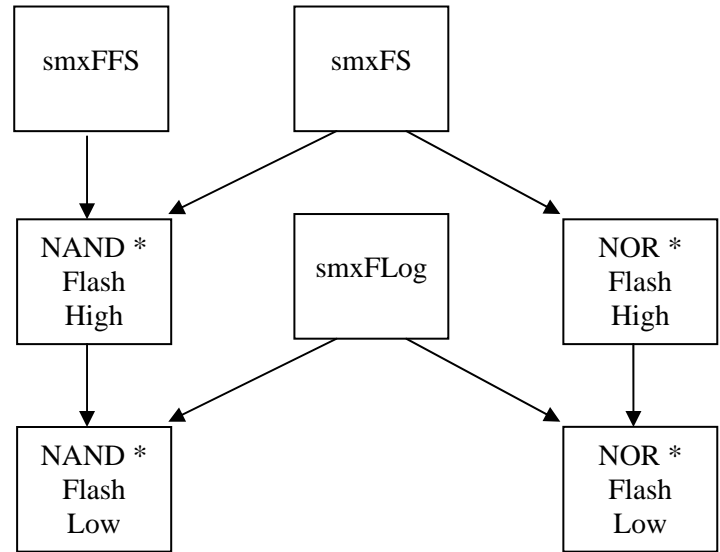 smxFFS
smxFS
NAND *
Flash
High
smxFLog
NOR *
Flash
High
NAND *
Flash
Low
NOR *
Flash
Low